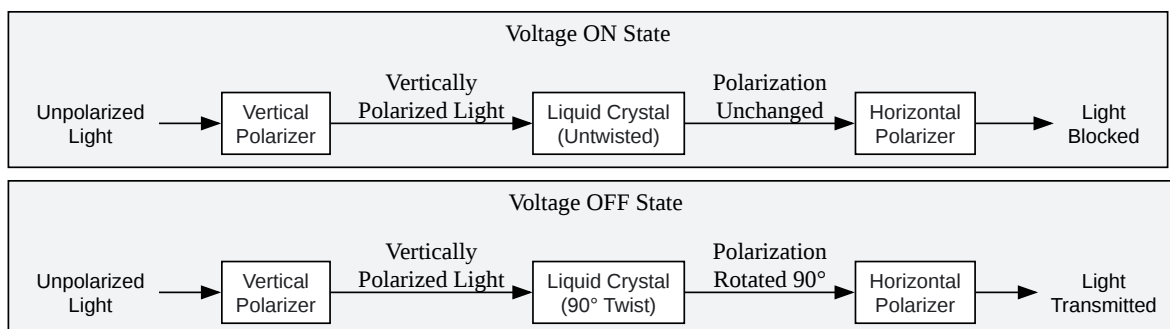 Voltage ON State
Unpolarized
Light
Vertical
Polarizer
Vertically
Polarized Light
Liquid Crystal
(Untwisted)
Polarization
Unchanged
Horizontal
Polarizer
Light
Blocked
Voltage OFF State
Unpolarized
Light
Vertical
Polarizer
Vertically
Polarized Light
Liquid Crystal
(90° Twist)
Polarization
Rotated 90°
Horizontal
Polarizer
Light
Transmitted